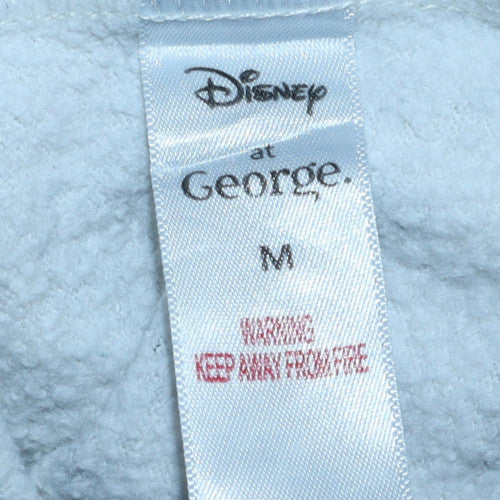 Disney
at
George.
M
WARNING
KEEP AWAY FROM FIRE